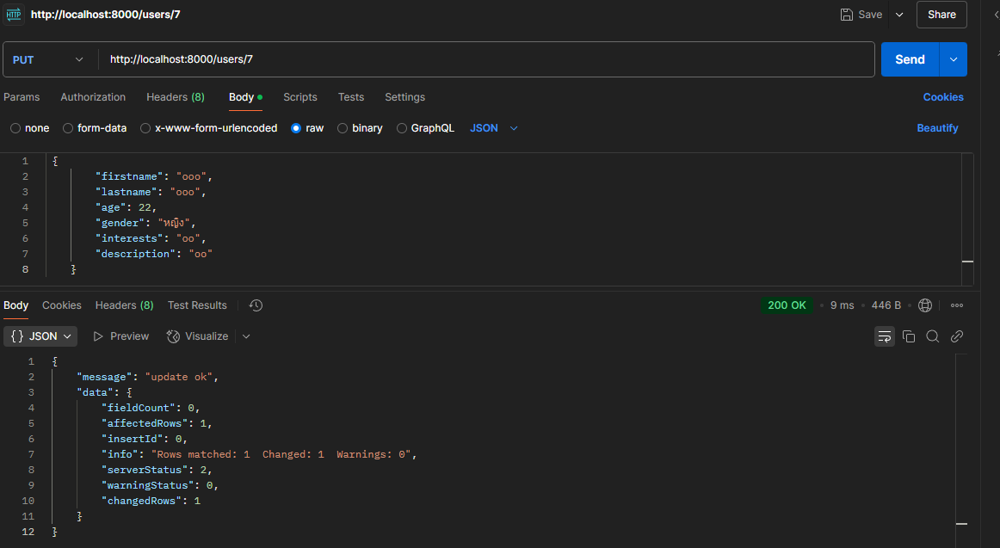 HTTP http://localhost:8000/users/7 Save Share
PUT http://localhost:8000/users/7 Send
Params Authorization Headers (8) Body Scripts Tests Settings Cookies
none form-data x-www-form-urlencoded raw binary GraphQL JSON Beautify
1 {
2 "firstname": "ooo",
3 "lastname": "ooo",
4 "age": 22,
5 "gender": "หญิง",
6 "interests": "oo",
7 "description": "oo"
8 }
Body Cookies Headers (8) Test Results 200 OK • 9 ms • 446 B •
{} JSON Preview Visualize
1 {
2 "message": "update ok",
3 "data": {
4 "fieldCount": 0,
5 "affectedRows": 1,
6 "insertId": 0,
7 "info": "Rows matched: 1  Changed: 1  Warnings: 0",
8 "serverStatus": 2,
9 "warningStatus": 0,
10 "changedRows": 1
11 }
12 }